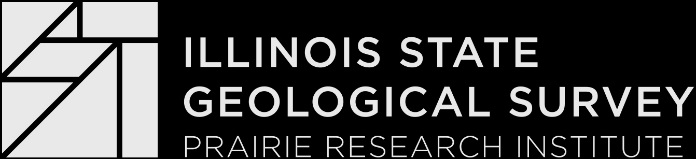 ILLINOIS STATE
GEOLOGICAL SURVEY
PRAIRIE RESEARCH INSTITUTE